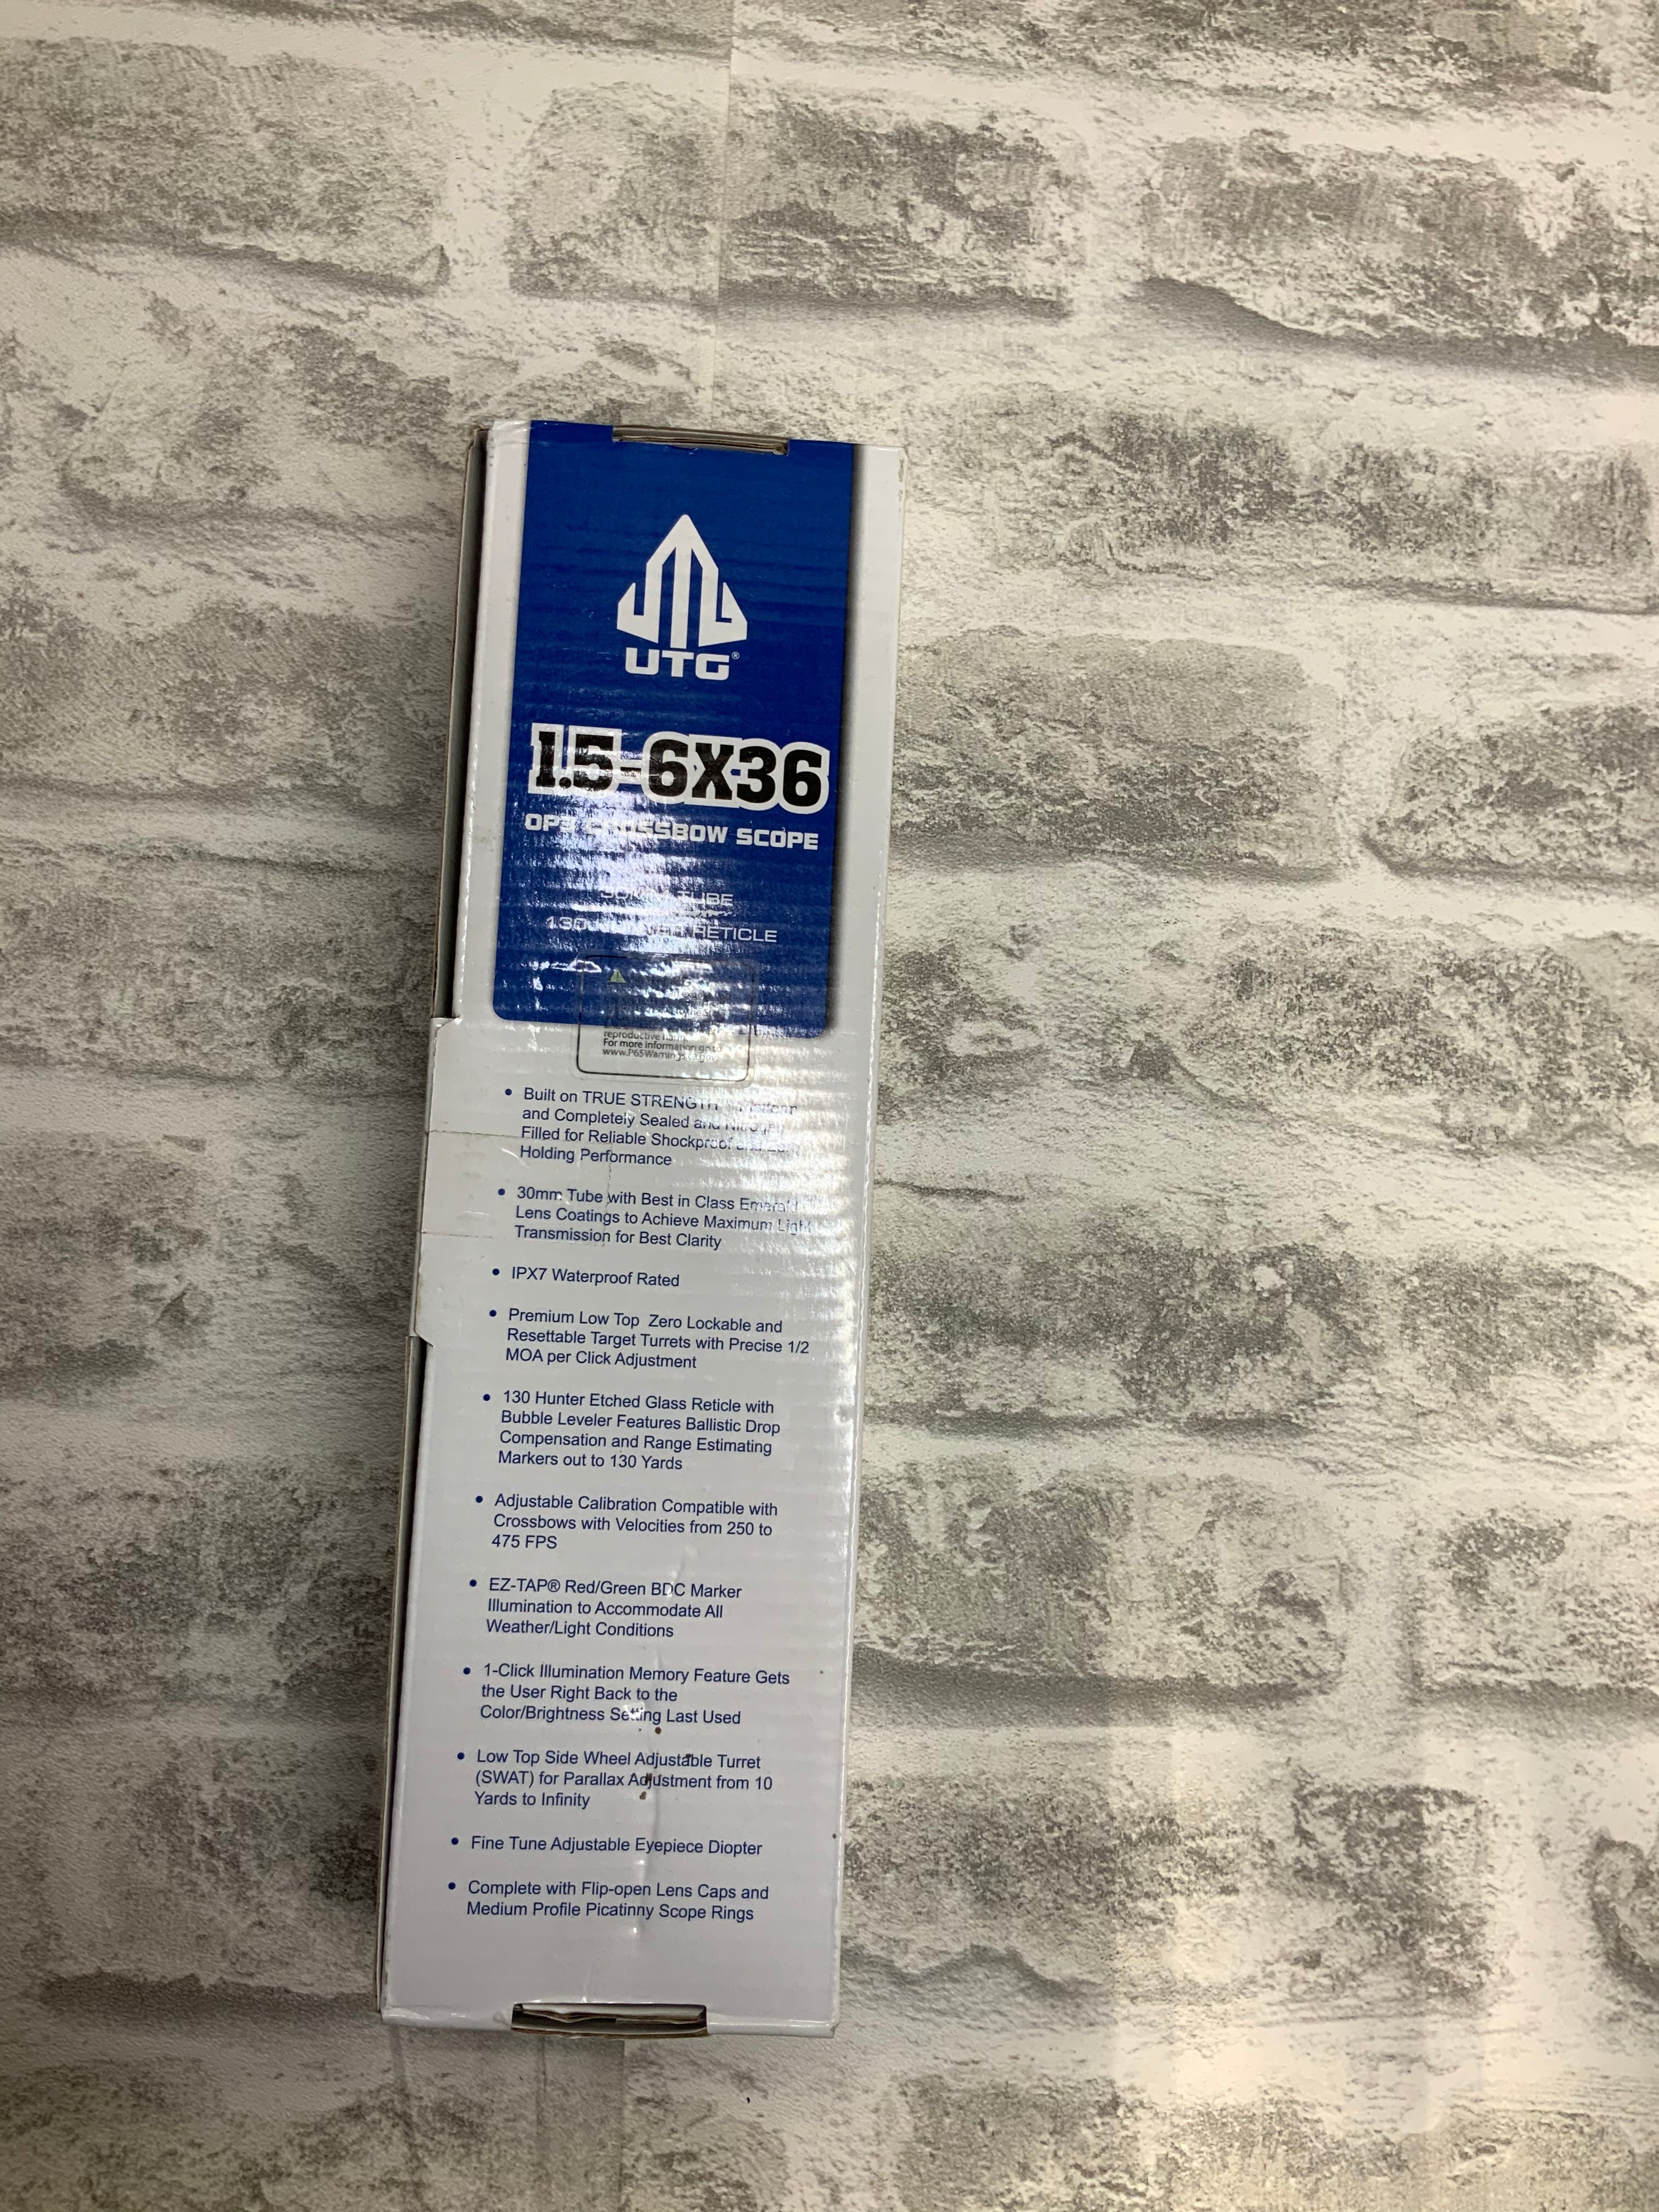 UTG®
1.5-6X36
CROSSBOW SCOPE
TUBE
RETICLE
reproductive
For more information go to
• Built on TRUE STRENGTH
and Completely Sealed and
Filled for Reliable Shockproof and
Holding Performance
• 30mm Tube with Best in Class Emerald
Lens Coatings to Achieve Maximum Light
Transmission for Best Clarity
• IPX7 Waterproof Rated
• Premium Low Top Zero Lockable and
Resettable Target Turrets with Precise 1/2
MOA per Click Adjustment
• 130 Hunter Etched Glass Reticle with
Bubble Leveler Features Ballistic Drop
Compensation and Range Estimating
Markers out to 130 Yards
• Adjustable Calibration Compatible with
Crossbows with Velocities from 250 to
475 FPS
• EZ-TAP® Red/Green BDC Marker
Illumination to Accommodate All
Weather/Light Conditions
• 1-Click Illumination Memory Feature Gets
the User Right Back to the
Color/Brightness Setting Last Used
• Low Top Side Wheel Adjustable Turret
(SWAT) for Parallax Adjustment from 10
Yards to Infinity
• Fine Tune Adjustable Eyepiece Diopter
• Complete with Flip-open Lens Caps and
Medium Profile Picatinny Scope Rings